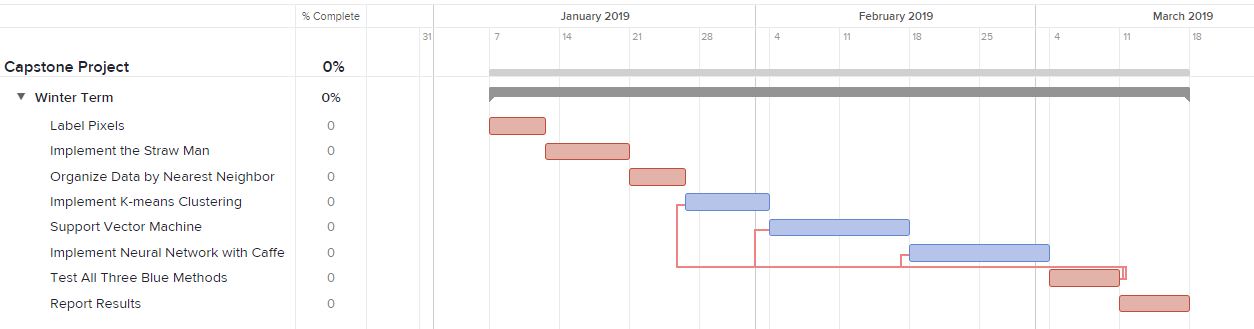 % Complete January 2019 February 2019 March 2019
31 7 14 21 28 4 11 18 25 4 11 18
Capstone Project 0%
Winter Term 0%
Label Pixels 0
Implement the Straw Man 0
Organize Data by Nearest Neighbor 0
Implement K-means Clustering 0
Support Vector Machine 0
Implement Neural Network with Caffe 0
Test All Three Blue Methods 0
Report Results 0